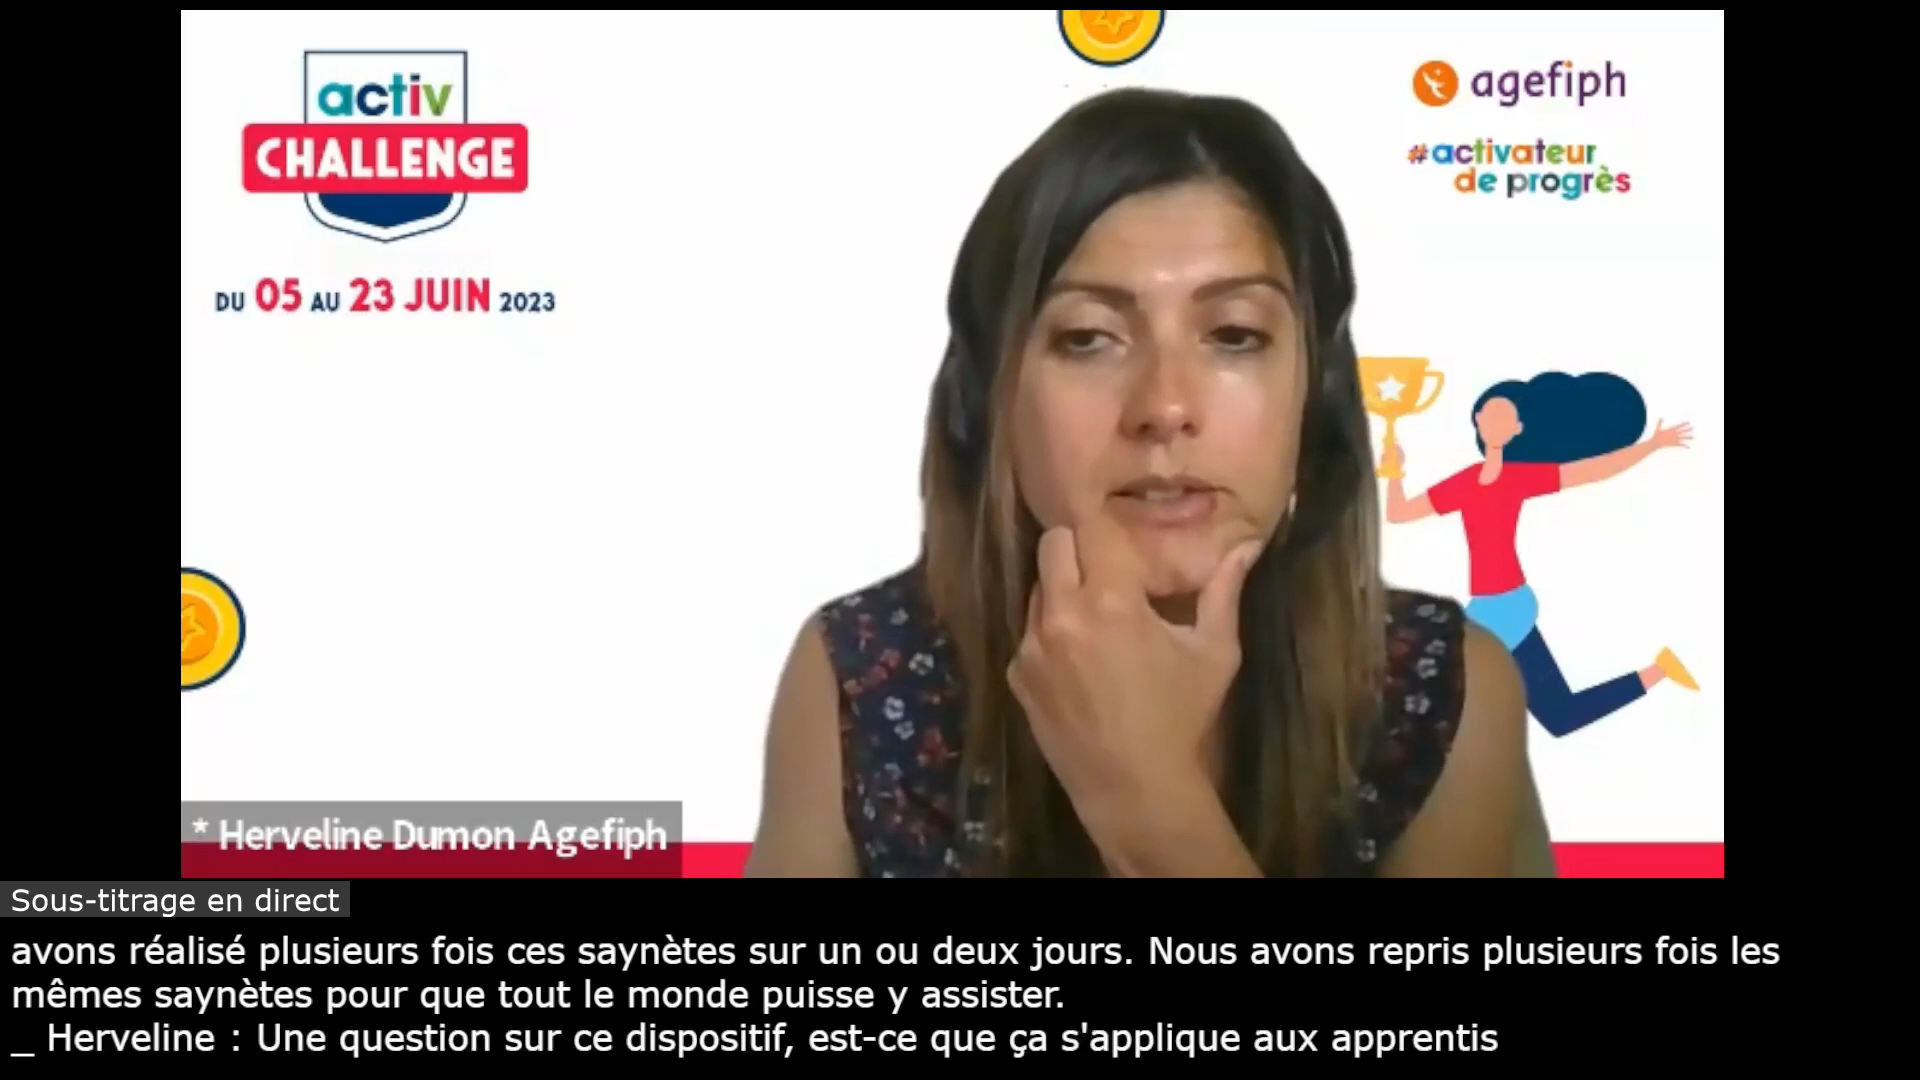 activ
CHALLENGE
DU 05 AU 23 JUIN 2023
agefiph
#activateur
de progrès
* Herveline Dumon Agefiph
Sous-titrage en direct
avons réalisé plusieurs fois ces saynètes sur un ou deux jours. Nous avons repris plusieurs fois les
mêmes saynètes pour que tout le monde puisse y assister.
_ Herveline : Une question sur ce dispositif, est-ce que ça s'applique aux apprentis